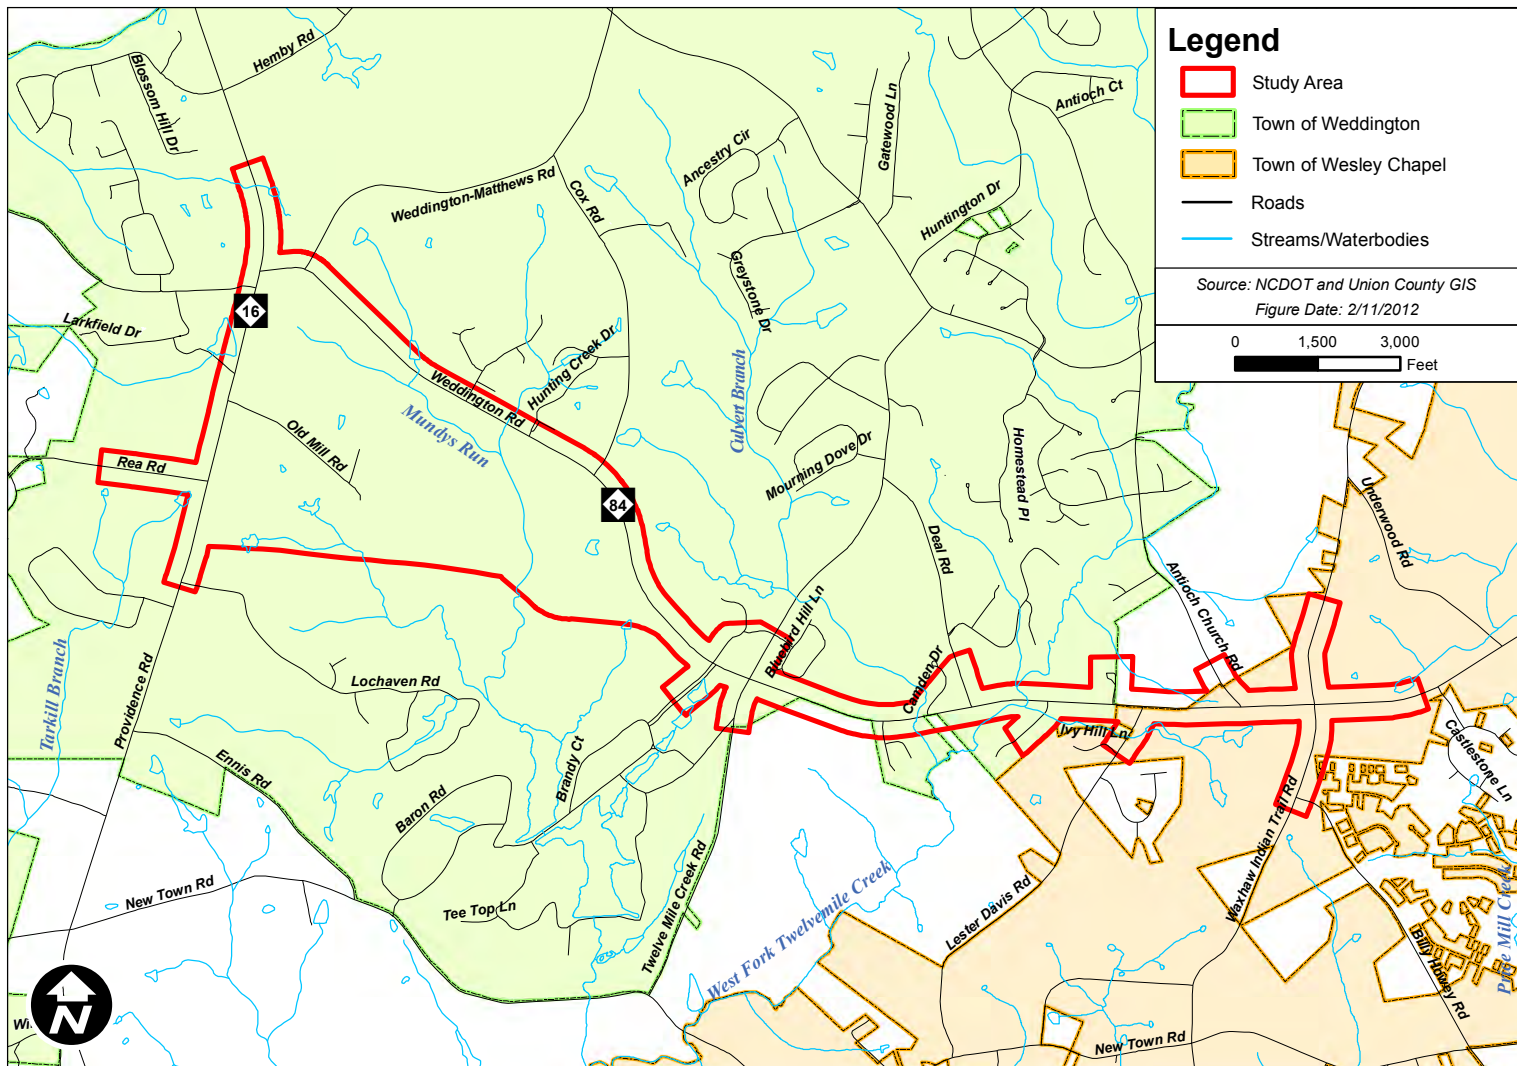 Legend
Study Area
Town of Weddington
Town of Wesley Chapel
Roads
Streams/Waterbodies
Source: NCDOT and Union County GIS
Figure Date: 2/11/2012
0 1,500 3,000
Feet
Hemby Rd
Blossom Hill Dr
Antioch Ct
Gatewood Ln
Ancestry Cir
Weddington-Matthews Rd
Cox Rd
Huntington Dr
Greystone Dr
16
Larkfield Dr
Hunting Creek Dr
Weddington Rd
Culvert Branch
Mundys Run
Old Mill Rd
Mourning Dove Dr
Homestead Pl
Rea Rd
84
Underwood Rd
Deal Rd
Antioch Church Rd
Bluebird Hill Ln
Tarkill Branch
Providence Rd
Lochaven Rd
Camden Dr
Ivy Hill Ln
Castlestone Ln
Ennis Rd
Brandy Ct
Baron Rd
Waxhaw Indian Trail Rd
New Town Rd
Tee Top Ln
Twelve Mile Creek Rd
West Fork Twelvemile Creek
Lester Davis Rd
Billy Howey Rd
Pine Mill Creek
N
New Town Rd